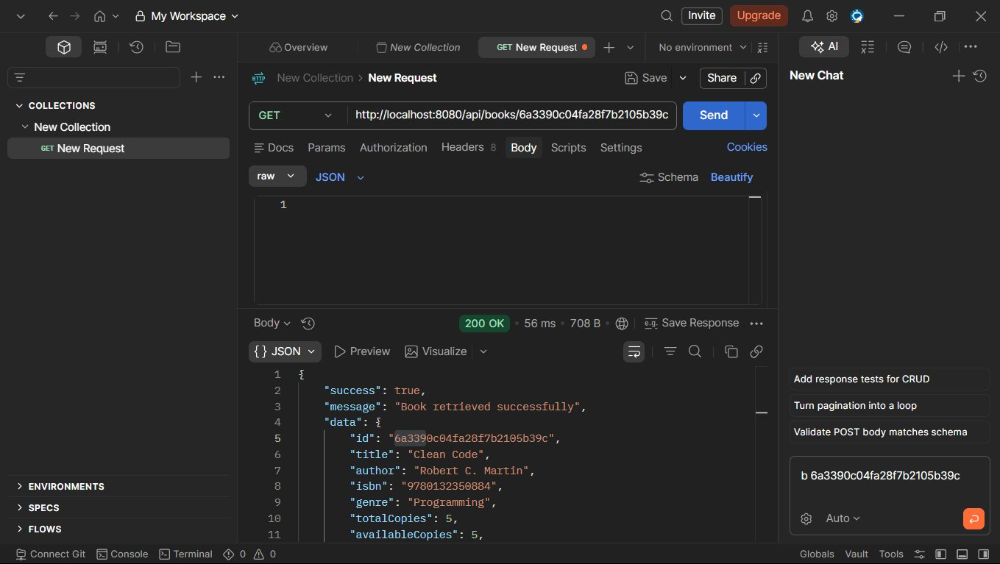 My Workspace
Invite
Upgrade
Overview
New Collection
GET New Request
No environment
AI
HTTP New Collection > New Request
Save
Share
New Chat
COLLECTIONS
New Collection
GET New Request
GET
http://localhost:8080/api/books/6a3390c04fa28f7b2105b39c
Send
Docs
Params
Authorization
Headers 8
Body
Scripts
Settings
Cookies
raw
JSON
Schema
Beautify
1
Body
200 OK
56 ms
708 B
e.g. Save Response
{} JSON
Preview
Visualize
1 {
2 "success": true,
3 "message": "Book retrieved successfully",
4 "data": {
5 "id": "6a3390c04fa28f7b2105b39c",
6 "title": "Clean Code",
7 "author": "Robert C. Martin",
8 "isbn": "9780132350884",
9 "genre": "Programming",
10 "totalCopies": 5,
11 "availableCopies": 5,
Add response tests for CRUD
Turn pagination into a loop
Validate POST body matches schema
b 6a3390c04fa28f7b2105b39c
Auto
ENVIRONMENTS
SPECS
FLOWS
Connect Git
Console
Terminal
0
0
Globals
Vault
Tools